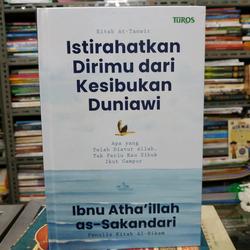 TUROS
Kitab At-Tanwir
Istirahatkan
Dirimu dari
Kesibukan
Duniawi
Apa yang
Telah Diatur Allah,
Tak Perlu Kau Sibuk
Ikut Campur
Ibnu Atha'illah
as-Sakandari
Penulis Kitab Al-Hikam